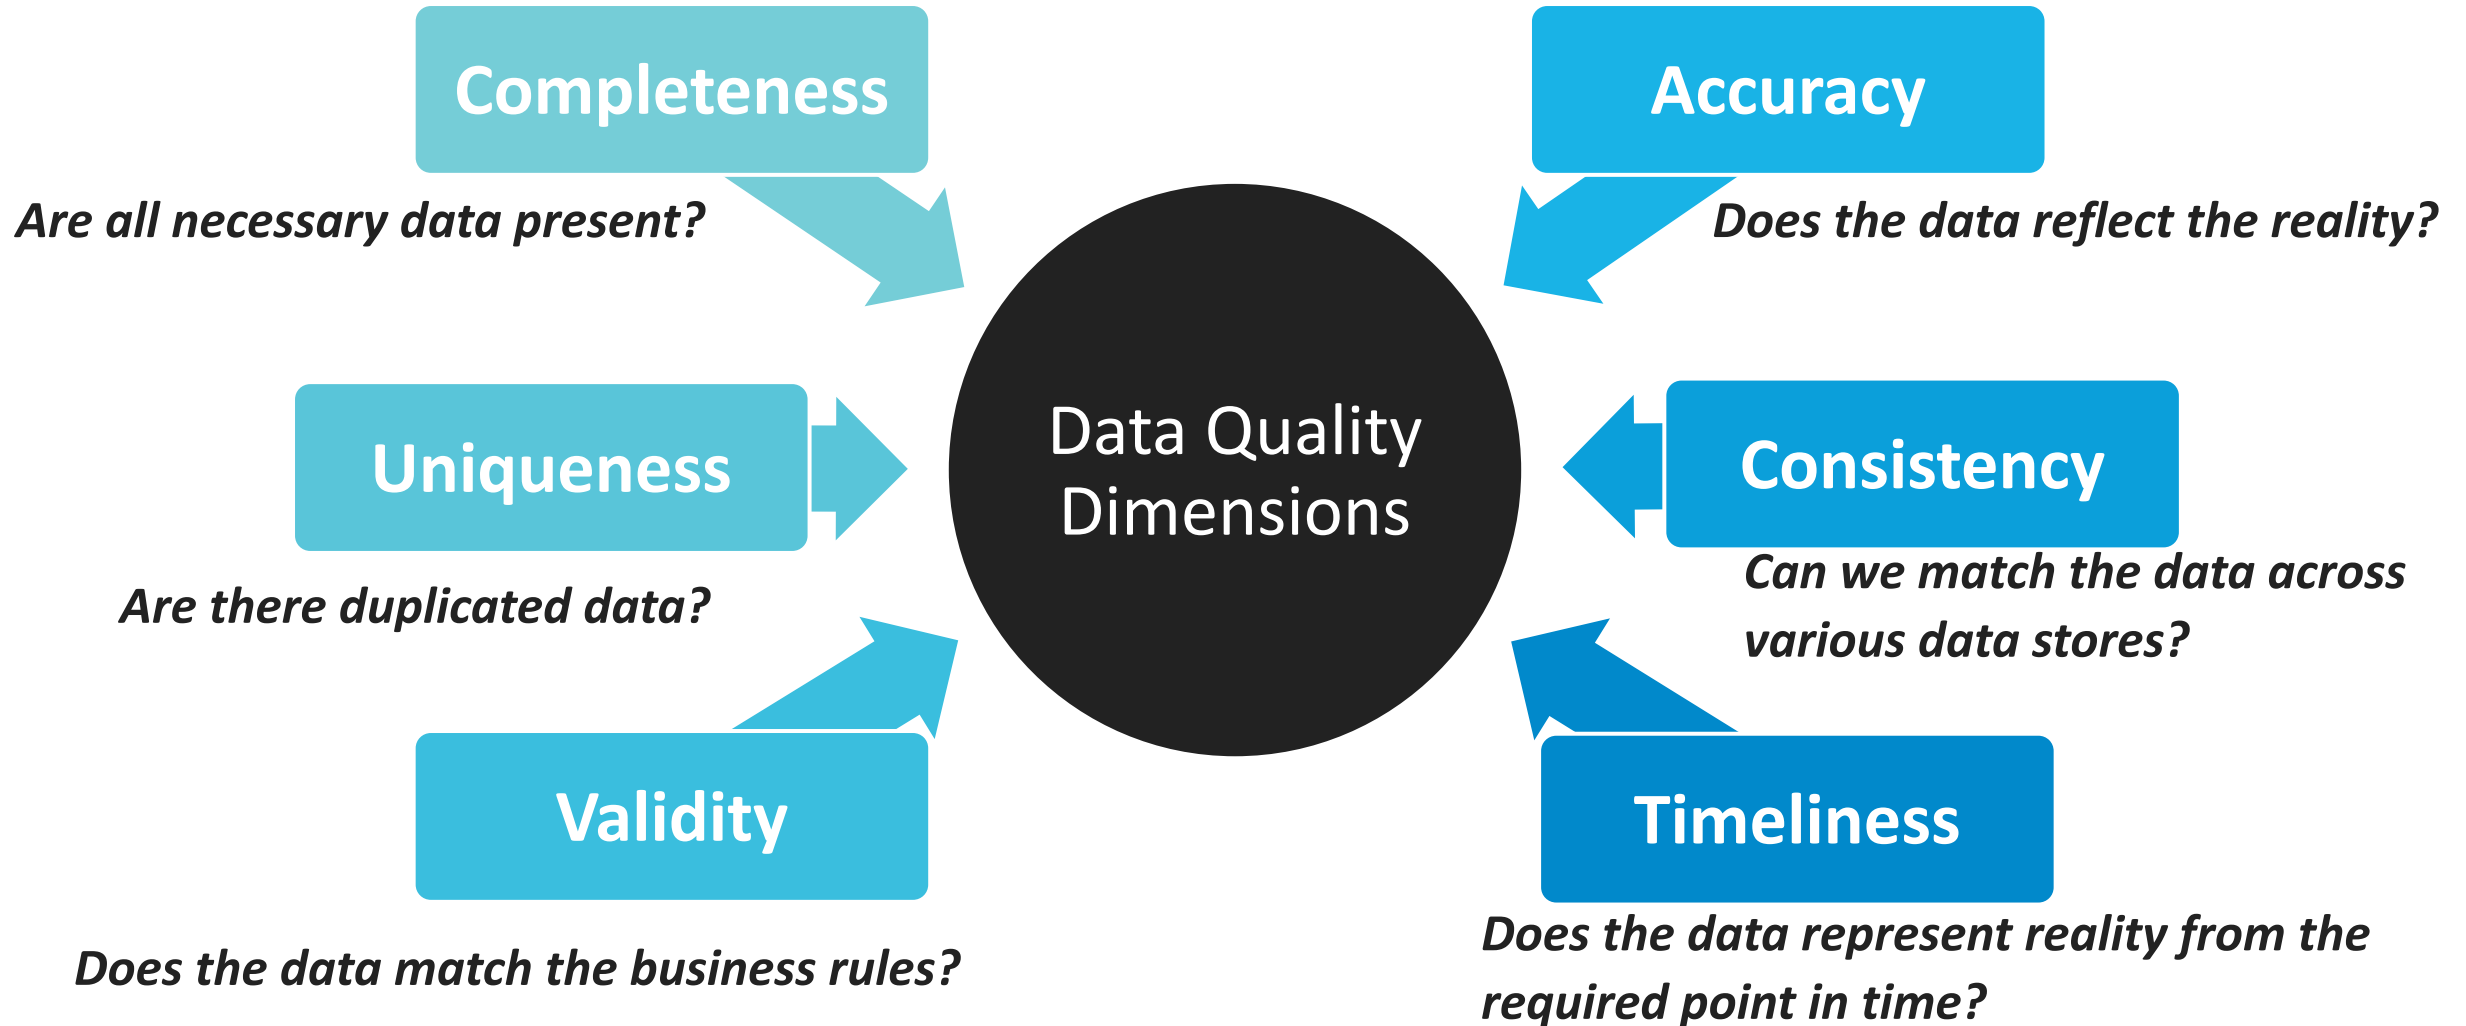 Completeness
Are all necessary data present?
Uniqueness
Are there duplicated data?
Validity
Does the data match the business rules?
Data Quality
Dimensions
Accuracy
Does the data reflect the reality?
Consistency
Can we match the data across
various data stores?
Timeliness
Does the data represent reality from the
required point in time?